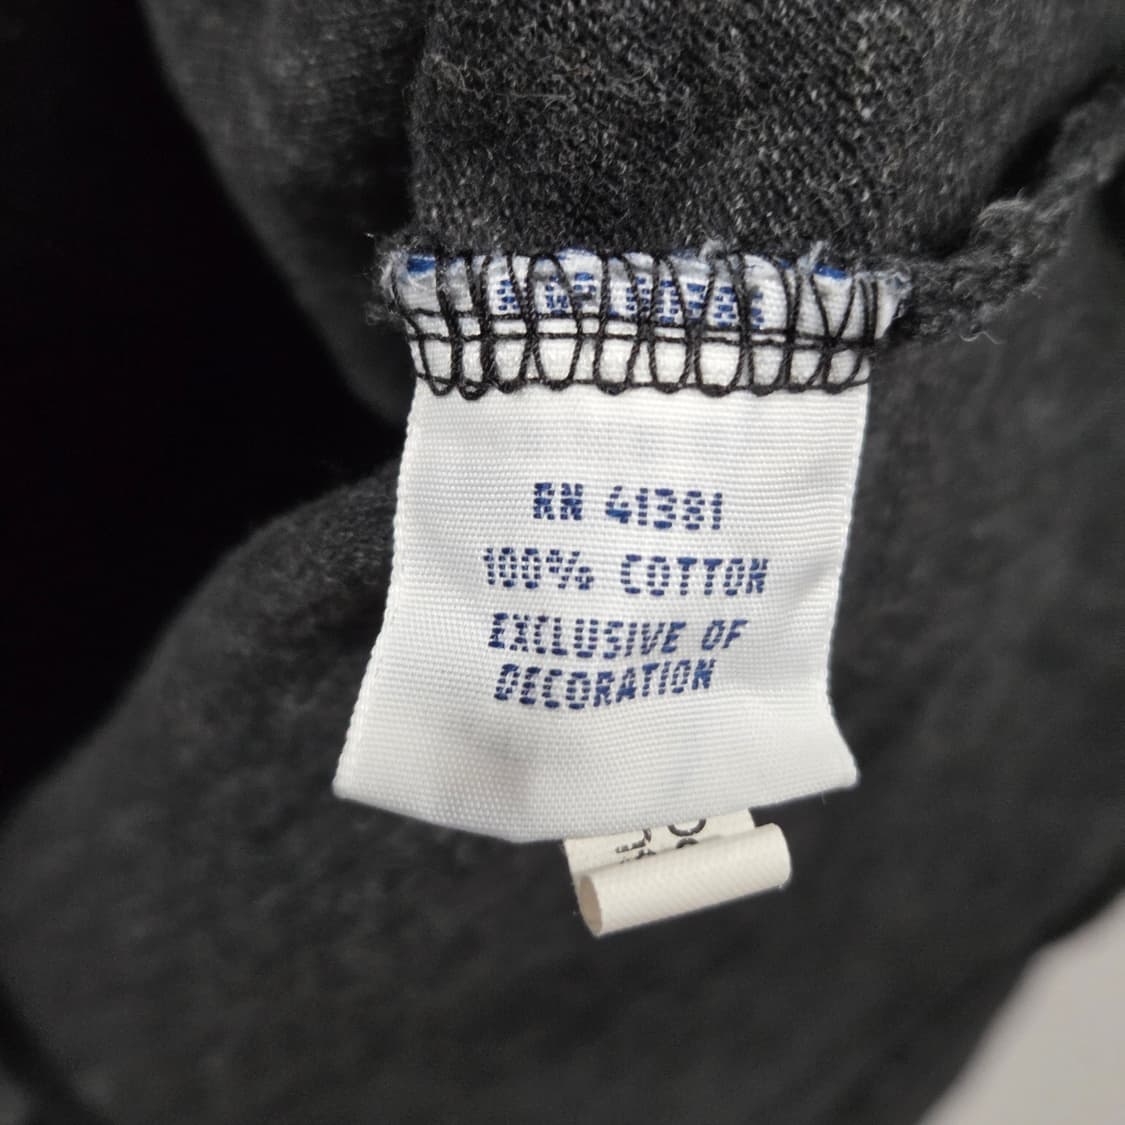 RN 41381
100% COTTON
EXCLUSIVE OF
DECORATION